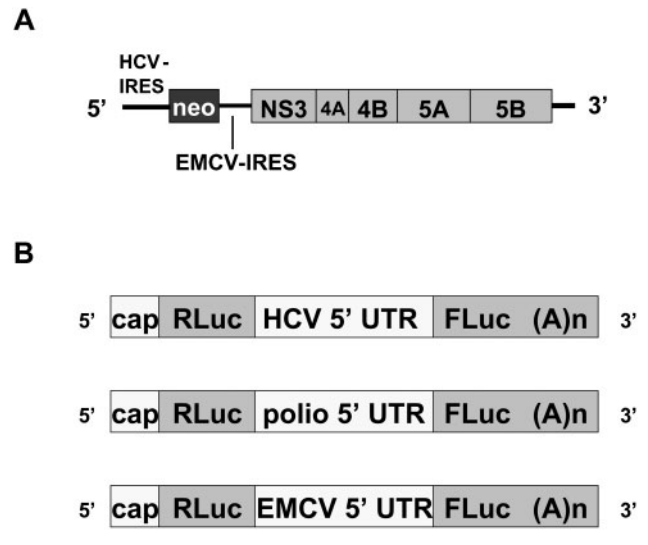 A
HCV-
IRES
5’ neo NS3 4A 4B 5A 5B 3’
EMCV-IRES
B
5’ cap RLuc HCV 5’ UTR FLuc (A)n 3’
5’ cap RLuc polio 5’ UTR FLuc (A)n 3’
5’ cap RLuc EMCV 5’ UTR FLuc (A)n 3’